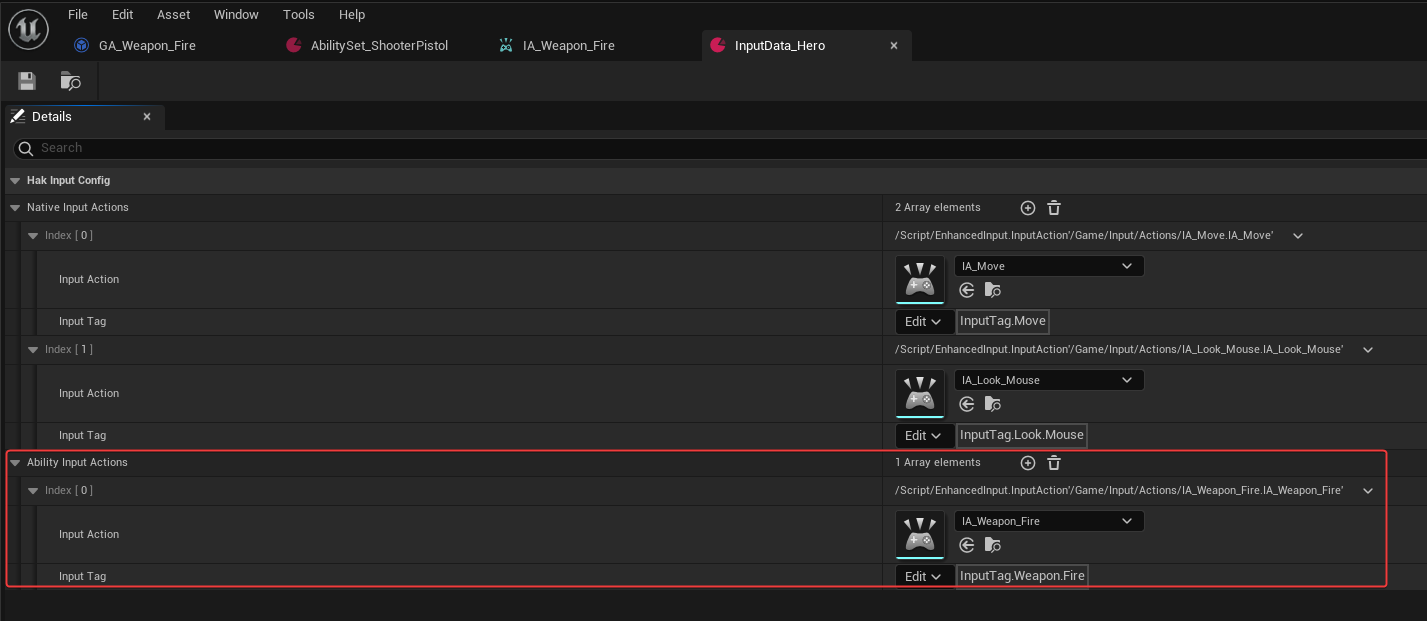 File Edit Asset Window Tools Help
GA_Weapon_Fire AbilitySet_ShooterPistol IA_Weapon_Fire InputData_Hero
Details
Search
Hak Input Config
Native Input Actions 2 Array elements
Index [ 0 ] /Script/EnhancedInput.InputAction'/Game/Input/Actions/IA_Move.IA_Move'
IA_Move
Input Action
Input Tag Edit InputTag.Move
Index [ 1 ] /Script/EnhancedInput.InputAction'/Game/Input/Actions/IA_Look_Mouse.IA_Look_Mouse'
IA_Look_Mouse
Input Action
Input Tag Edit InputTag.Look.Mouse
Ability Input Actions 1 Array elements
Index [ 0 ] /Script/EnhancedInput.InputAction'/Game/Input/Actions/IA_Weapon_Fire.IA_Weapon_Fire'
IA_Weapon_Fire
Input Action
Input Tag Edit InputTag.Weapon.Fire